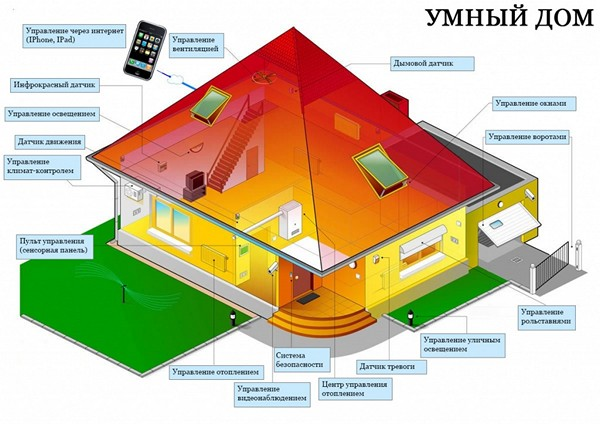 УМНЫЙ ДОМ
Управление через интернет
(IPhone, IPad)
Управление
вентиляцией
Дымовой датчик
Инфрокрасный датчик
Управление окнами
Управление освещением
Управление воротами
Датчик движения
Управление
климат-контролем
Пульт управления
(сенсорная панель)
Управление
рольставнями
Управление уличным
освещением
Система
безопасности
Датчик тревоги
Управление отоплением
Управление
видеонаблюдением
Центр управления
отоплением